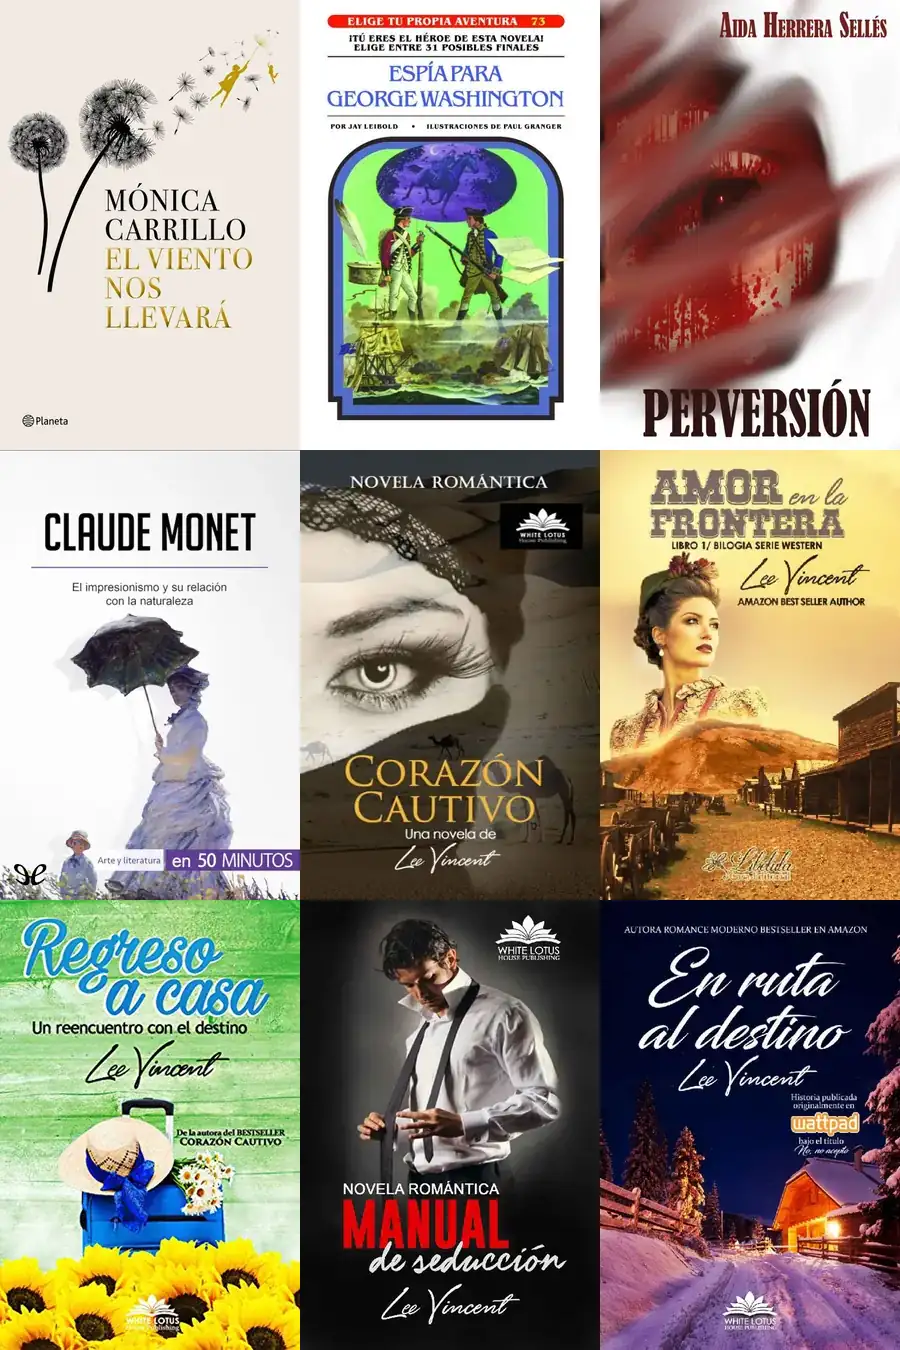 MÓNICA
CARRILLO
EL VIENTO
NOS
LLEVARÁ
Planeta
ELIGE TU PROPIA AVENTURA 73
¡TÚ ERES EL HÉROE DE ESTA NOVELA!
ELIGE ENTRE 31 POSIBLES FINALES
ESPÍA PARA
GEORGE WASHINGTON
POR JAY LEIBOLD • ILUSTRACIONES DE PAUL GRANGER
AIDA HERRERA SELLÉS
PERVERSIÓN
CLAUDE MONET
El impresionismo y su relación
con la naturaleza
Arte y literatura en 50 MINUTOS
NOVELA ROMÁNTICA
WHITE LOTUS
House Publishing
CORAZÓN
CAUTIVO
Una novela de
Lee Vincent
AMOR en la
FRONTERA
LIBRO 1/ BILOGIA SERIE WESTERN
Lee Vincent
AMAZON BEST SELLER AUTHOR
Regreso
a casa
Un reencuentro con el destino
Lee Vincent
De la autora del BESTSELLER
CORAZÓN CAUTIVO
WHITE LOTUS
HOUSE PUBLISHING
WHITE LOTUS
HOUSE PUBLISHING
NOVELA ROMÁNTICA
MANUAL
de seducción
Lee Vincent
AUTORA ROMANCE MODERNO BESTSELLER EN AMAZON
En ruta
al destino
Lee Vincent
Historia publicada
originalmente en
wattpad
bajo el título
No, no acepto
WHITE LOTUS
HOUSE PUBLISHING